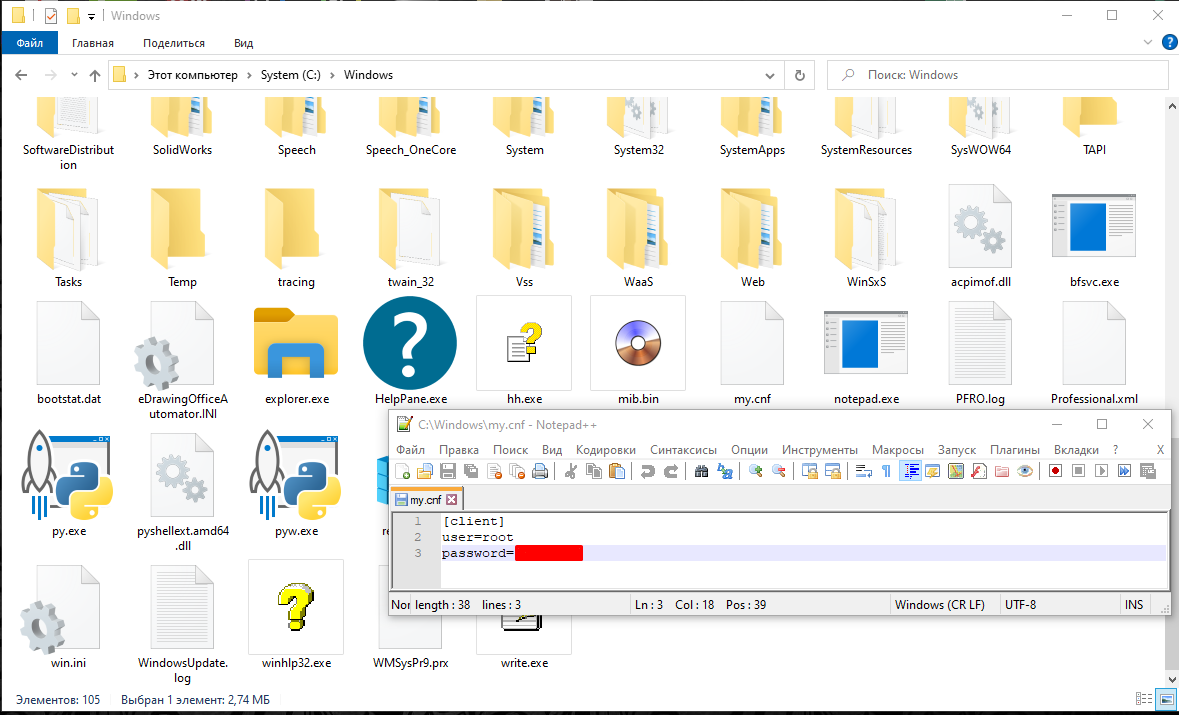 Windows
Файл Главная Поделиться Вид
Этот компьютер System (C:) Windows
Поиск: Windows
SoftwareDistribut
ion
SolidWorks
Speech
Speech_OneCore
System
System32
SystemApps
SystemResources
SysWOW64
TAPI
Tasks
Temp
tracing
twain_32
Vss
WaaS
Web
WinSxS
acpimof.dll
bfsvc.exe
bootstat.dat
eDrawingOfficeA
utomator.INI
explorer.exe
HelpPane.exe
hh.exe
mib.bin
my.cnf
notepad.exe
PFRO.log
Professional.xml
py.exe
pyshellext.amd64
.dll
pyw.exe
re
win.ini
WindowsUpdate.
log
winhlp32.exe
WMSysPr9.prx
write.exe
C:\Windows\my.cnf - Notepad++
Файл Правка Поиск Вид Кодировки Синтаксисы Опции Инструменты Макросы Запуск Плагины Вкладки ? X
my.cnf
1 [client]
2 user=root
3 password=
Nor length : 38 lines : 3 Ln : 3 Col : 18 Pos : 39 Windows (CR LF) UTF-8 INS
Элементов: 105 Выбран 1 элемент: 2,74 МБ